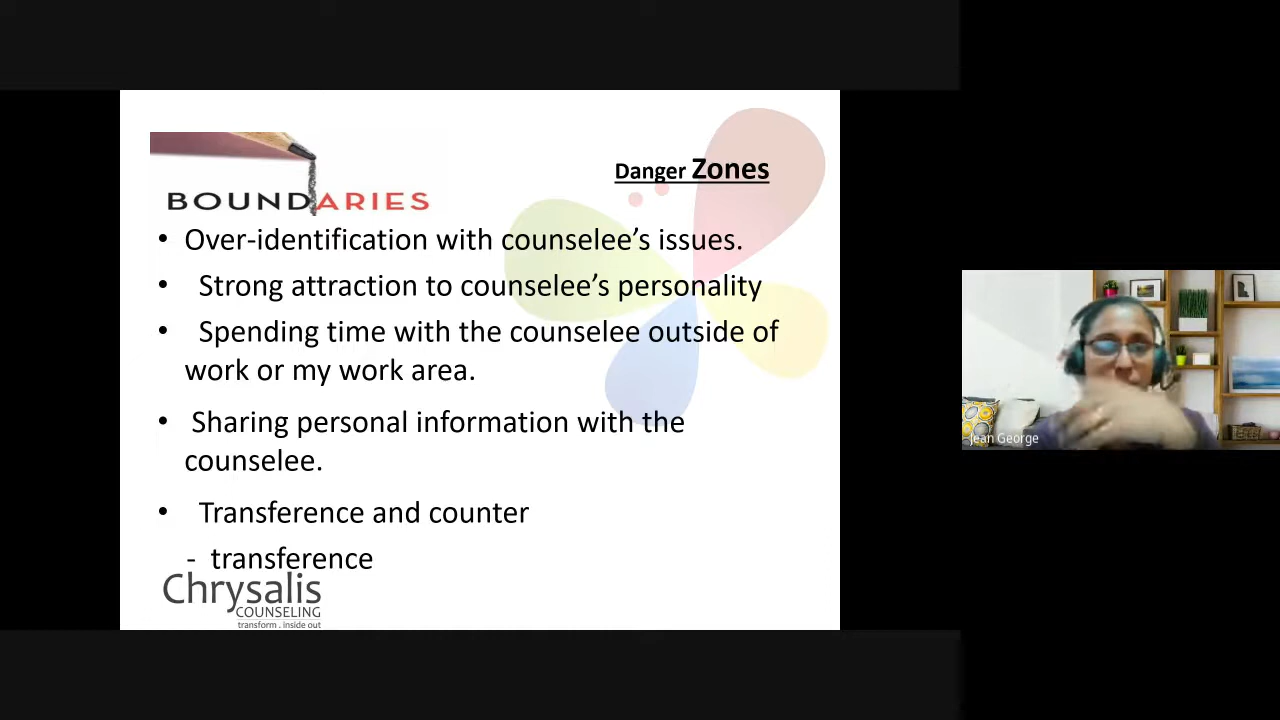 Danger Zones
BOUNDARIES
• Over-identification with counselee’s issues.
• Strong attraction to counselee’s personality
• Spending time with the counselee outside of
work or my work area.
• Sharing personal information with the
counselee.
• Transference and counter
- transference
Chrysalis
COUNSELING
transform . inside out
Jean George